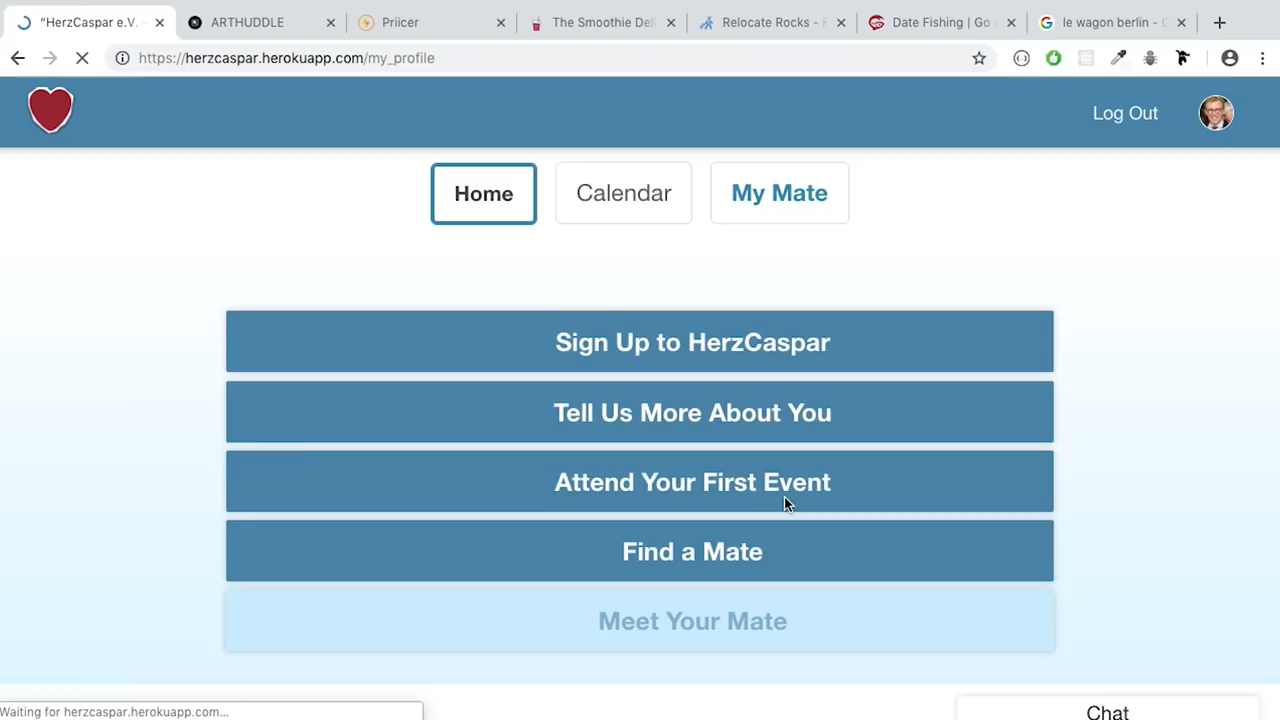 "HerzCaspar e.V. -
ARTHUDDLE
Priicer
The Smoothie Deli
Relocate Rocks - F
Date Fishing | Go
le wagon berlin - G
https://herzcaspar.herokuapp.com/my_profile
Log Out
Home
Calendar
My Mate
Sign Up to HerzCaspar
Tell Us More About You
Attend Your First Event
Find a Mate
Meet Your Mate
Waiting for herzcaspar.herokuapp.com...
Chat